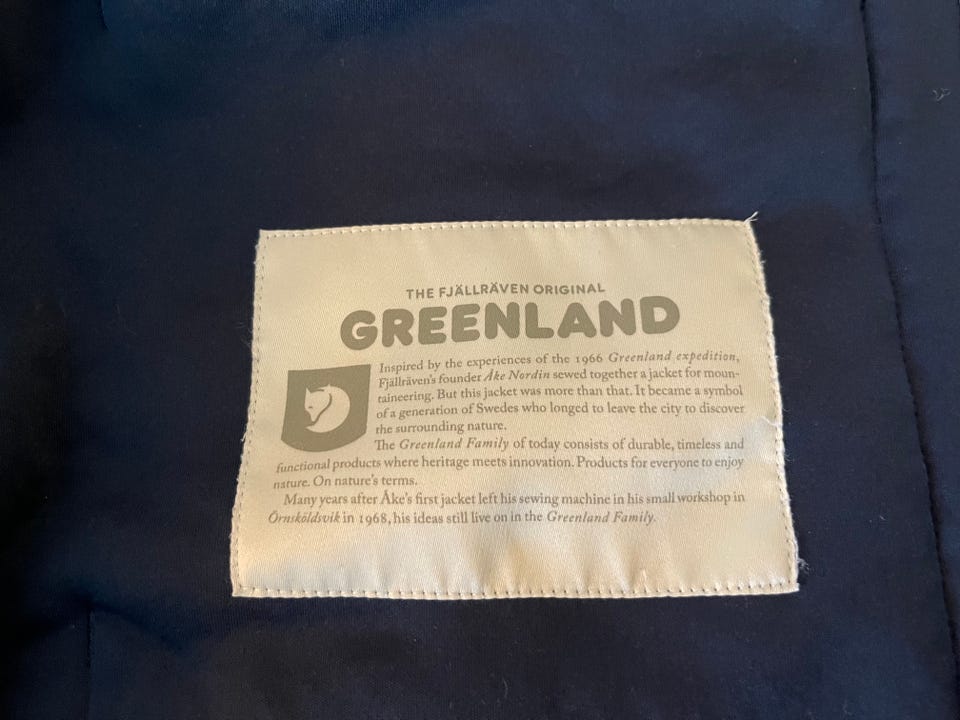 THE FJÄLLRÄVEN ORIGINAL
GREENLAND
Inspired by the experiences of the 1966 Greenland expedition,
Fjällräven's founder Åke Nordin sewed together a jacket for moun-
taineering. But this jacket was more than that. It became a symbol
of a generation of Swedes who longed to leave the city to discover
the surrounding nature.
The Greenland Family of today consists of durable, timeless and
functional products where heritage meets innovation. Products for everyone to enjoy
nature. On nature's terms.
Many years after Åke's first jacket left his sewing machine in his small workshop in
Örnsköldsvik in 1968, his ideas still live on in the Greenland Family.